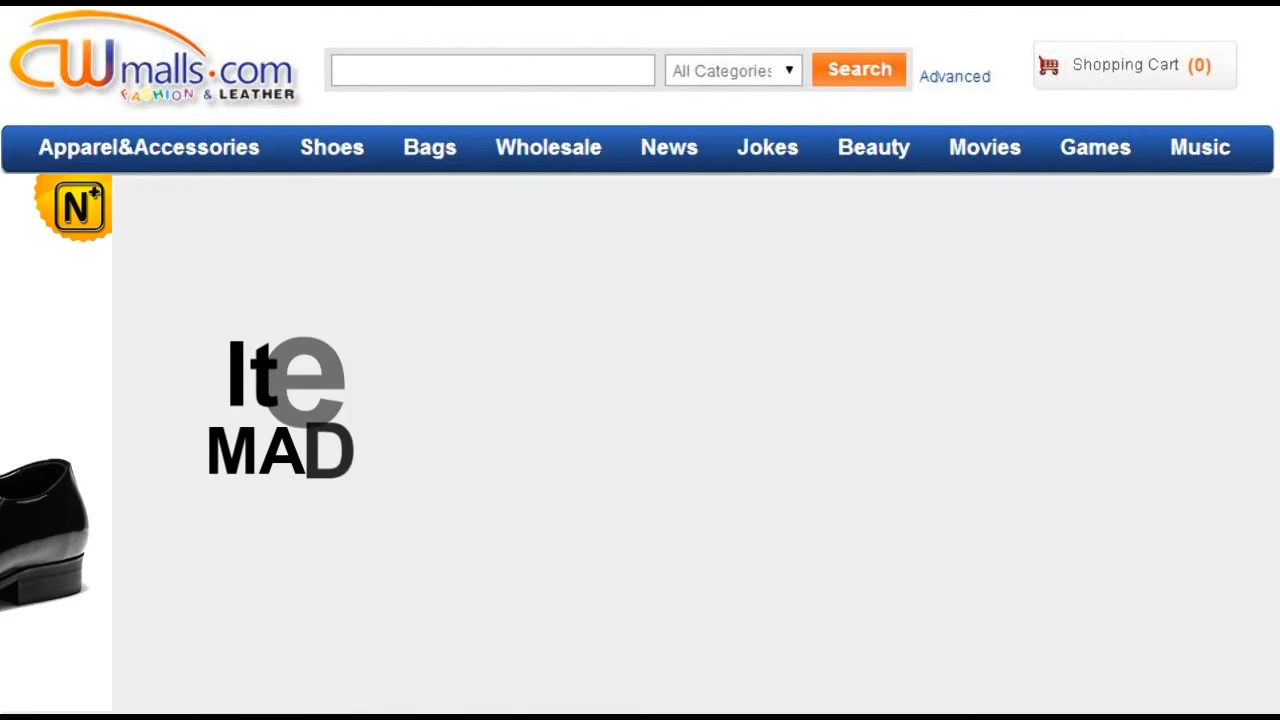 CWmalls.com
FASHION & LEATHER
All Categories
Search
Advanced
Shopping Cart (0)
Apparel&Accessories Shoes Bags Wholesale News Jokes Beauty Movies Games Music
N+
Ite
MAD